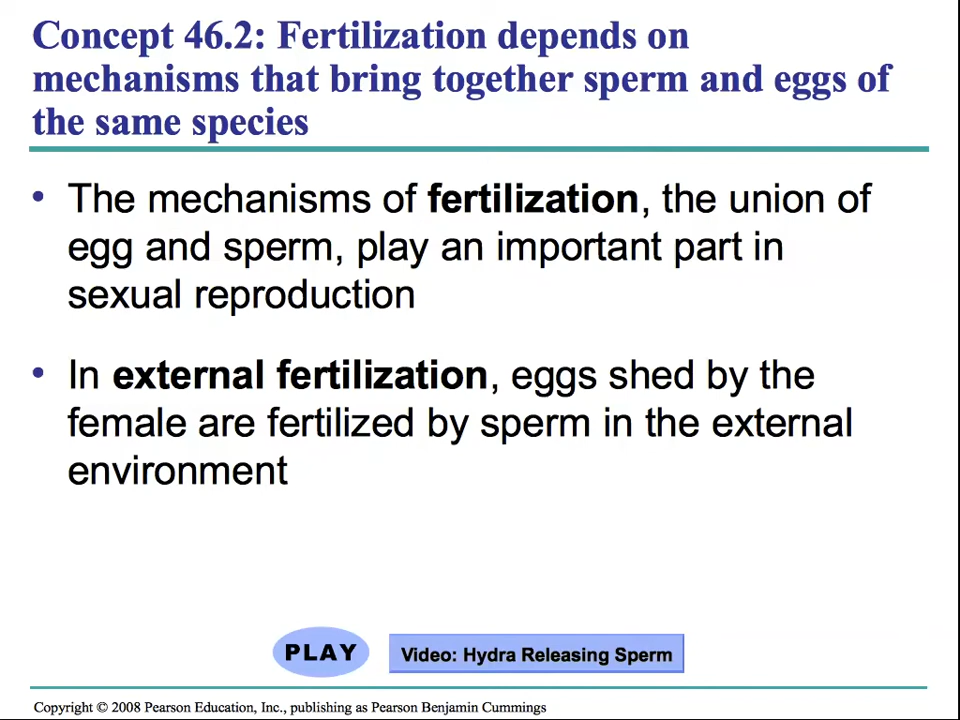 Concept 46.2: Fertilization depends on
mechanisms that bring together sperm and eggs of
the same species
• The mechanisms of fertilization, the union of
egg and sperm, play an important part in
sexual reproduction
• In external fertilization, eggs shed by the
female are fertilized by sperm in the external
environment
PLAY
Video: Hydra Releasing Sperm
Copyright © 2008 Pearson Education, Inc., publishing as Pearson Benjamin Cummings